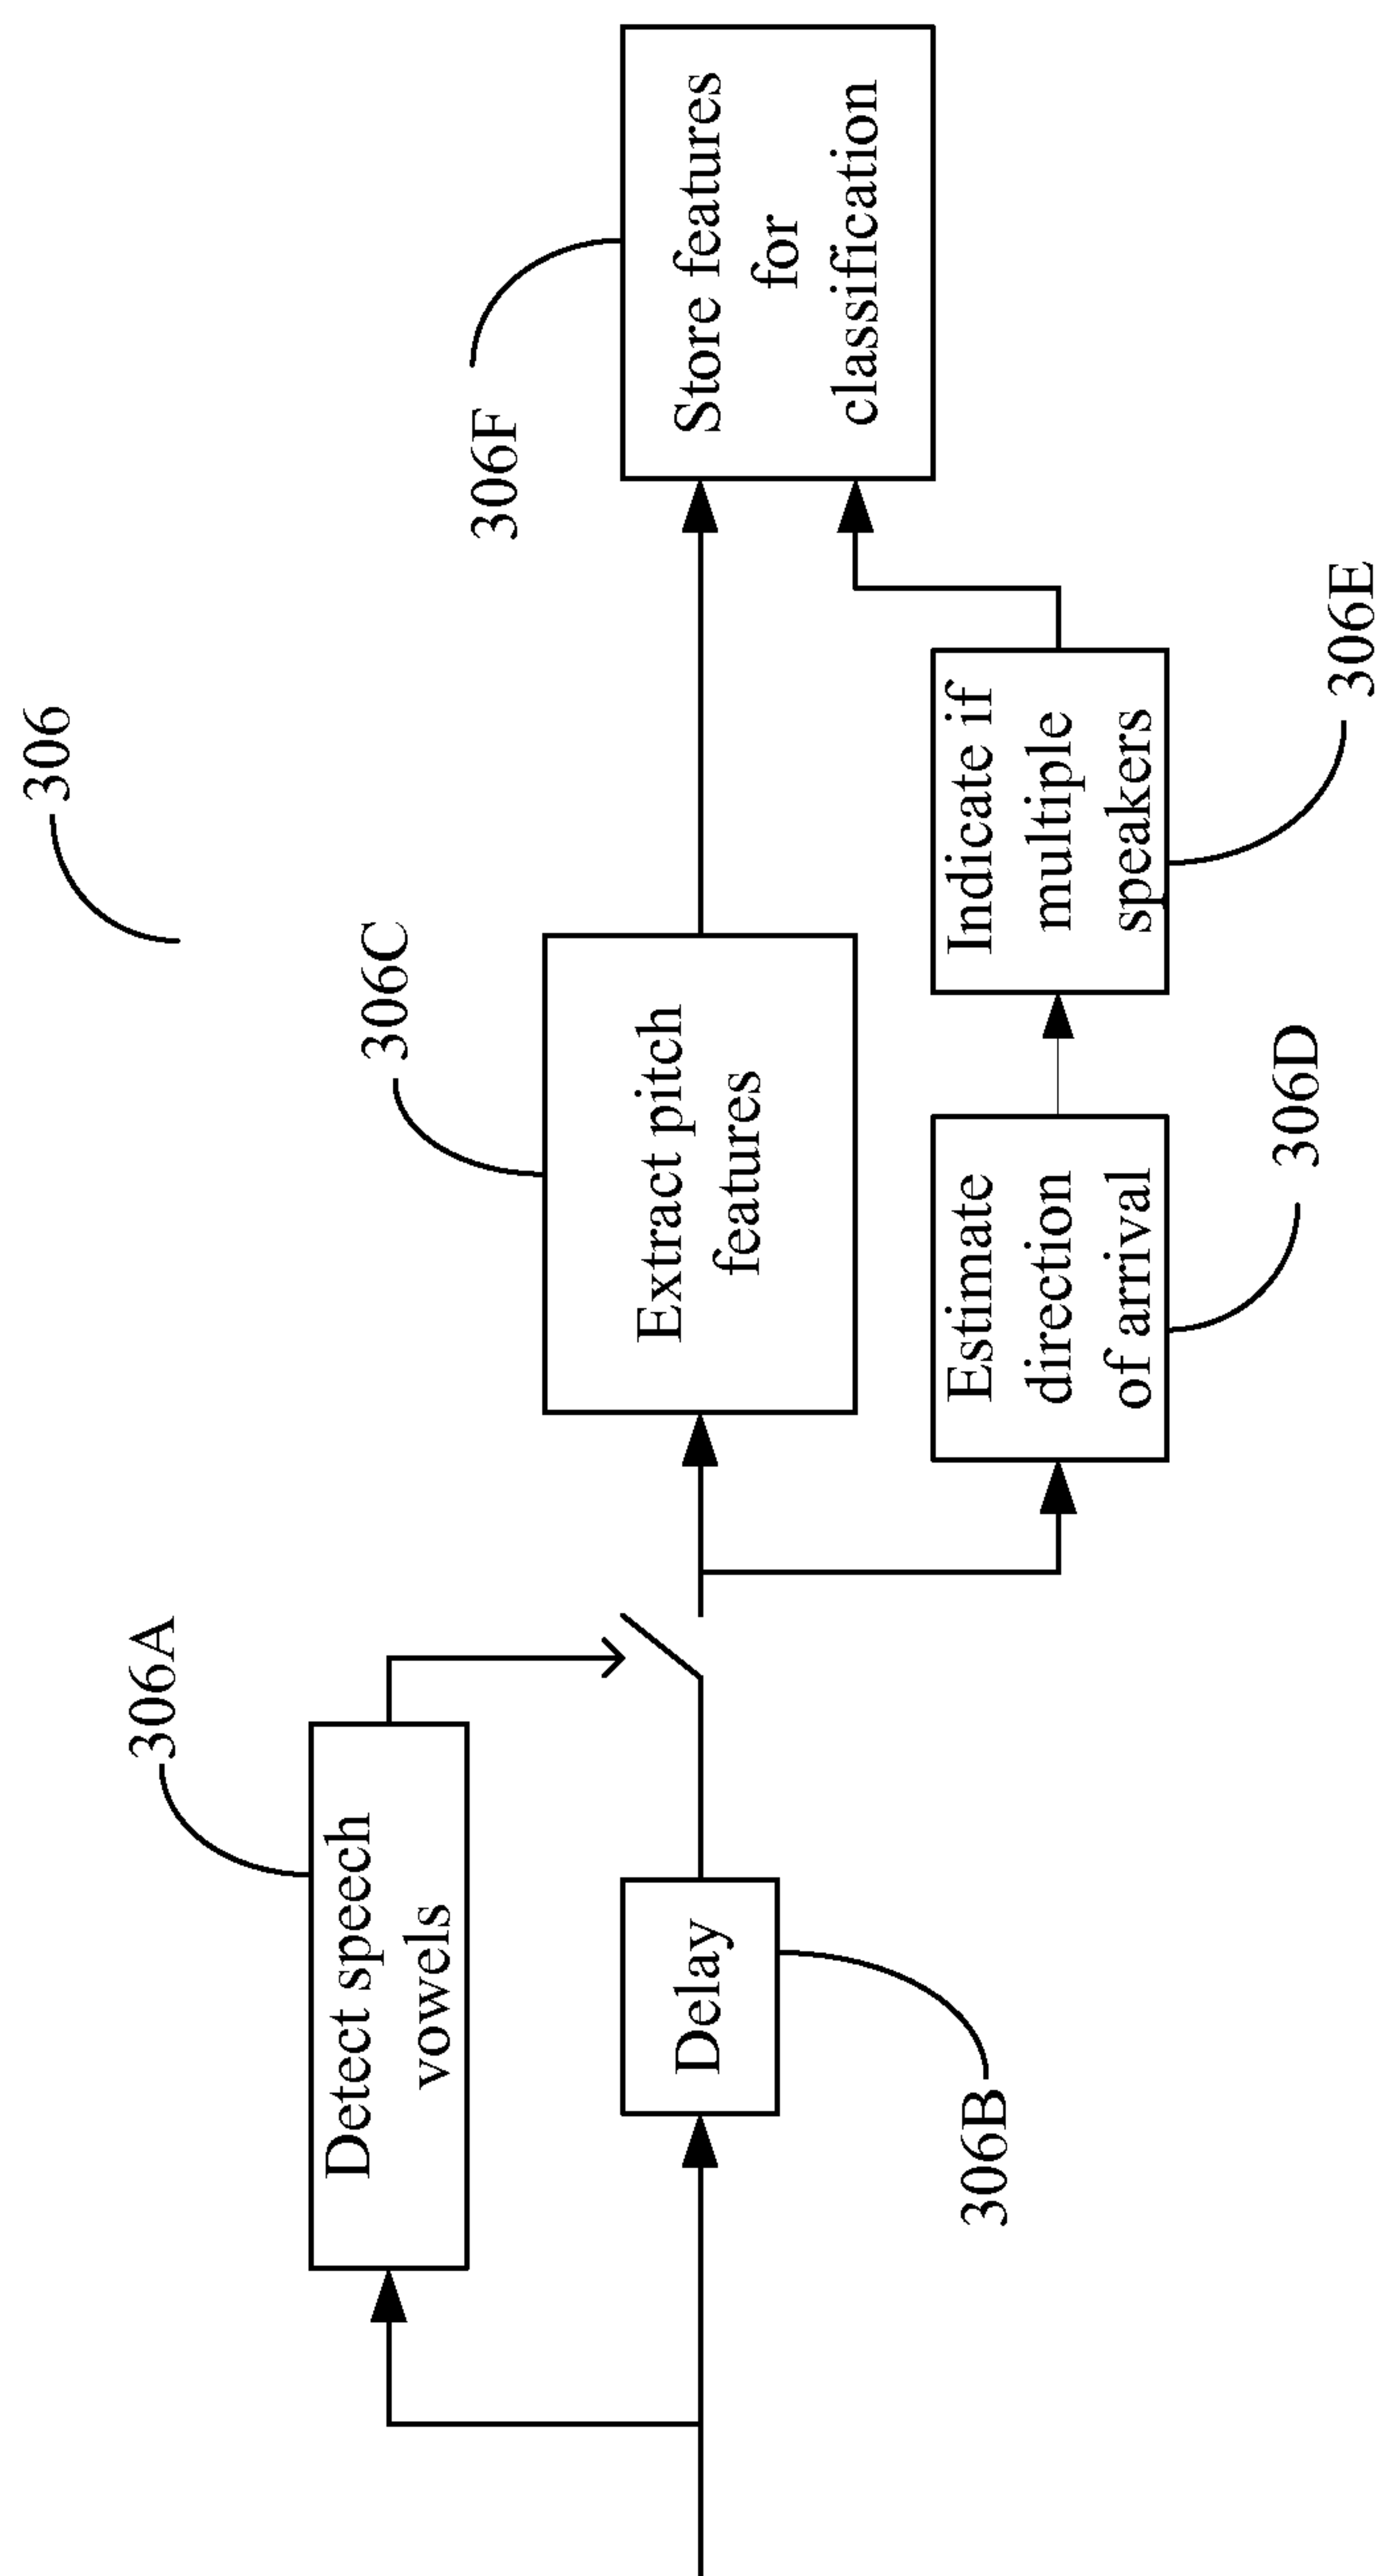 306
306A
Detect speech
vowels
Delay
306B
306C
Extract pitch
features
Estimate
direction
of arrival
306D
Indicate if
multiple
speakers
306E
306F
Store features
for
classification